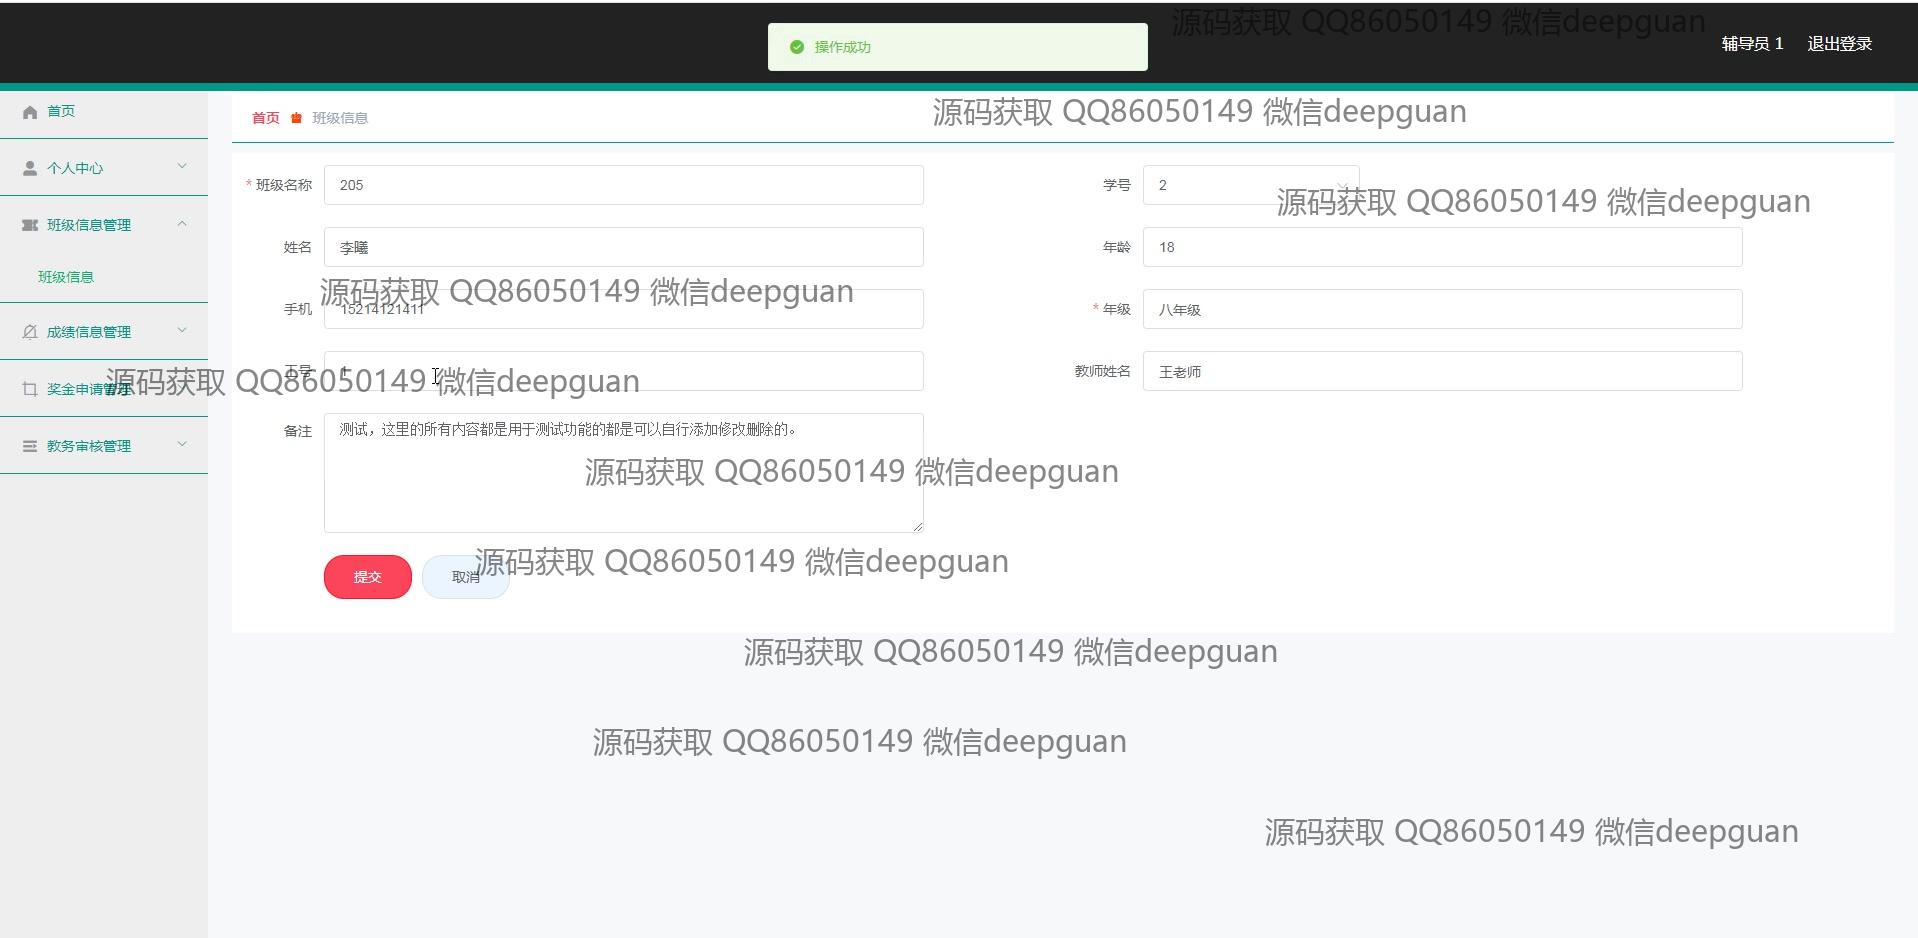 操作成功
源码获取 QQ86050149 微信deepguan
辅导员 1 退出登录
首页
首页 班级信息
源码获取 QQ86050149 微信deepguan
个人中心
* 班级名称 205
学号 2
源码获取 QQ86050149 微信deepguan
班级信息管理
姓名 李曦
年龄 18
班级信息
源码获取 QQ86050149 微信deepguan
手机 15214121411
* 年级 八年级
成绩信息管理
工号 1
教师姓名 王老师
源码获取 QQ86050149 微信deepguan
奖金申请管理
备注 测试，这里的所有内容都是用于测试功能的都是可以自行添加修改删除的。
教务审核管理
源码获取 QQ86050149 微信deepguan
源码获取 QQ86050149 微信deepguan
提交 取消
源码获取 QQ86050149 微信deepguan
源码获取 QQ86050149 微信deepguan
源码获取 QQ86050149 微信deepguan